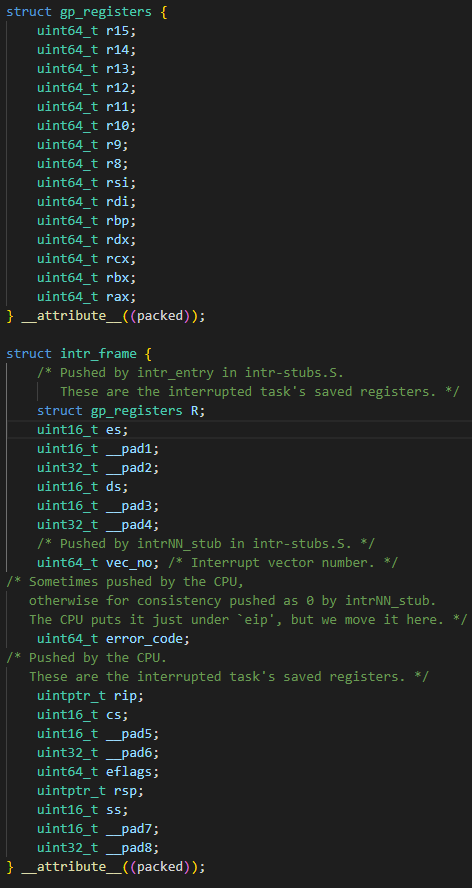 struct gp_registers {
    uint64_t r15;
    uint64_t r14;
    uint64_t r13;
    uint64_t r12;
    uint64_t r11;
    uint64_t r10;
    uint64_t r9;
    uint64_t r8;
    uint64_t rsi;
    uint64_t rdi;
    uint64_t rbp;
    uint64_t rdx;
    uint64_t rcx;
    uint64_t rbx;
    uint64_t rax;
} __attribute__((packed));

struct intr_frame {
    /* Pushed by intr_entry in intr-stubs.S.
       These are the interrupted task's saved registers. */
    struct gp_registers R;
    uint16_t es;
    uint16_t __pad1;
    uint32_t __pad2;
    uint16_t ds;
    uint16_t __pad3;
    uint32_t __pad4;
    /* Pushed by intrNN_stub in intr-stubs.S. */
    uint64_t vec_no; /* Interrupt vector number. */
/* Sometimes pushed by the CPU,
   otherwise for consistency pushed as 0 by intrNN_stub.
   The CPU puts it just under `eip', but we move it here. */
    uint64_t error_code;
/* Pushed by the CPU.
   These are the interrupted task's saved registers. */
    uintptr_t rip;
    uint16_t cs;
    uint16_t __pad5;
    uint32_t __pad6;
    uint64_t eflags;
    uintptr_t rsp;
    uint16_t ss;
    uint16_t __pad7;
    uint32_t __pad8;
} __attribute__((packed));